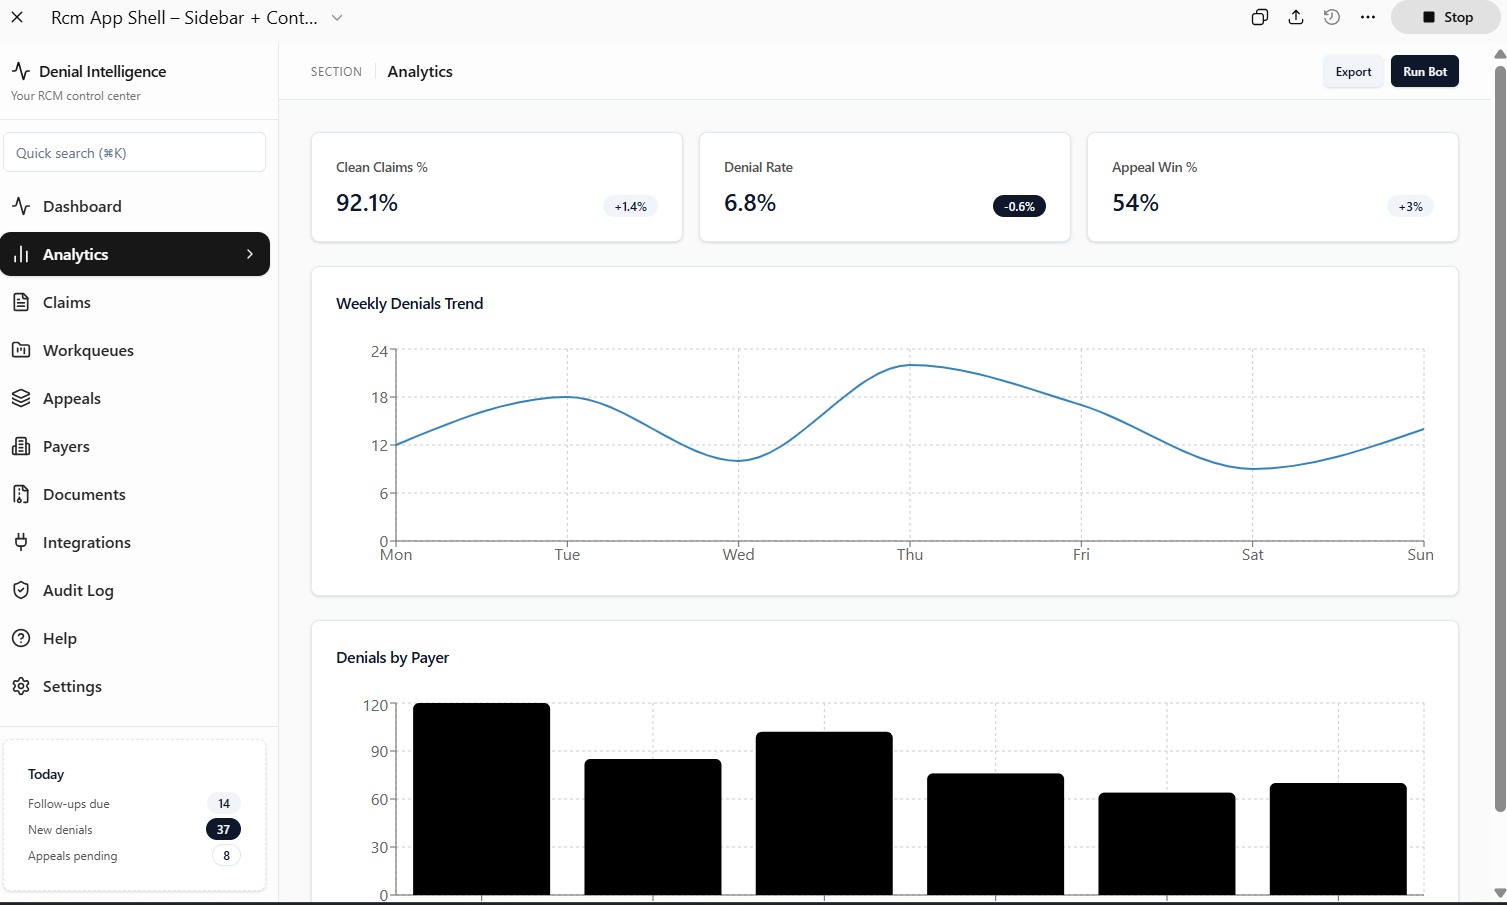 Rcm App Shell – Sidebar + Cont...
Stop
Denial Intelligence
Your RCM control center
Quick search (⌘K)
Dashboard
Analytics
Claims
Workqueues
Appeals
Payers
Documents
Integrations
Audit Log
Help
Settings
Today
Follow-ups due 14
New denials 37
Appeals pending 8
SECTION Analytics
Export
Run Bot
Clean Claims %
92.1% +1.4%
Denial Rate
6.8% -0.6%
Appeal Win %
54% +3%
Weekly Denials Trend
24
18
12
6
0
Mon Tue Wed Thu Fri Sat Sun
Denials by Payer
120
90
60
30
0